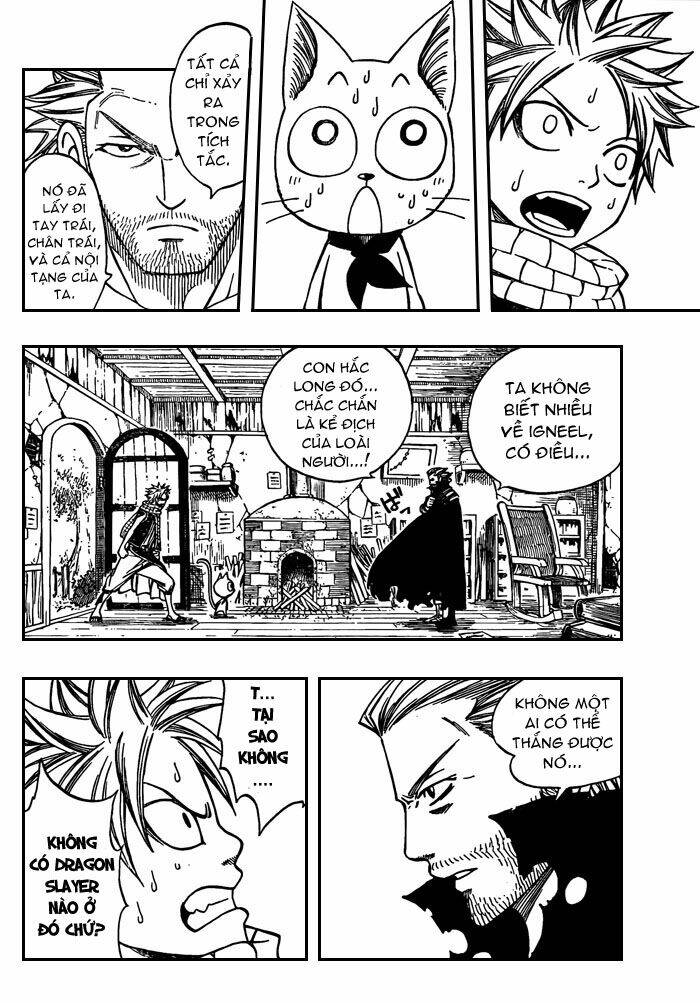 TẤT CẢ
CHỈ XẢY
RA TRONG
TÍCH
TẮC.
NÓ ĐÃ
LẤY ĐI
TAY TRÁI,
CHÂN TRÁI,
VÀ CẢ NỘI
TẠNG CỦA
TA.
TA KHÔNG
BIẾT NHIỀU
VỀ IGNEEL,
CÓ ĐIỀU...
CON HẮC
LONG ĐÓ...
CHẮC CHẮN
LÀ KẺ ĐỊCH
CỦA LOÀI
NGƯỜI...!
ばっ
KHÔNG MỘT
AI CÓ THỂ
THẮNG ĐƯỢC
NÓ...
T...
TẠI
SAO
KHÔNG
....
KHÔNG
CÓ DRAGON
SLAYER
NÀO Ở
ĐÓ CHỨ?